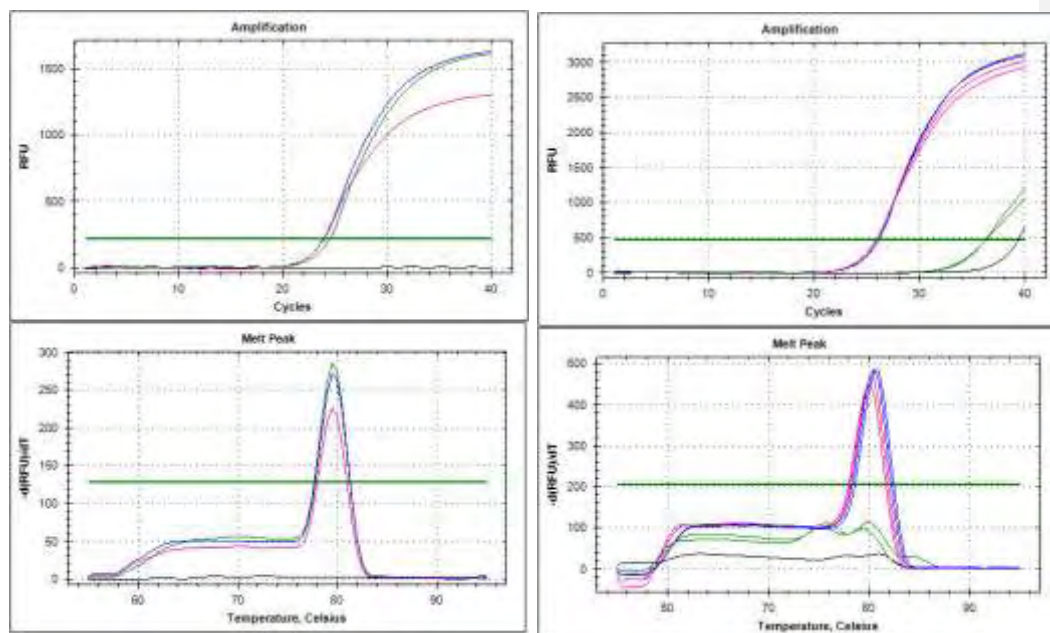 Amplification
1500
1000
500
0
RFU
0 10 20 30 40
Cycles
Amplification
3000
2500
2000
1500
1000
500
0
RFU
0 10 20 30 40
Cycles
Melt Peak
300
250
200
150
100
50
0
-d(RFU)/dT
60 70 80 90
Temperature, Celsius
Melt Peak
500
400
300
200
100
0
-d(RFU)/dT
60 70 80 90
Temperature, Celsius